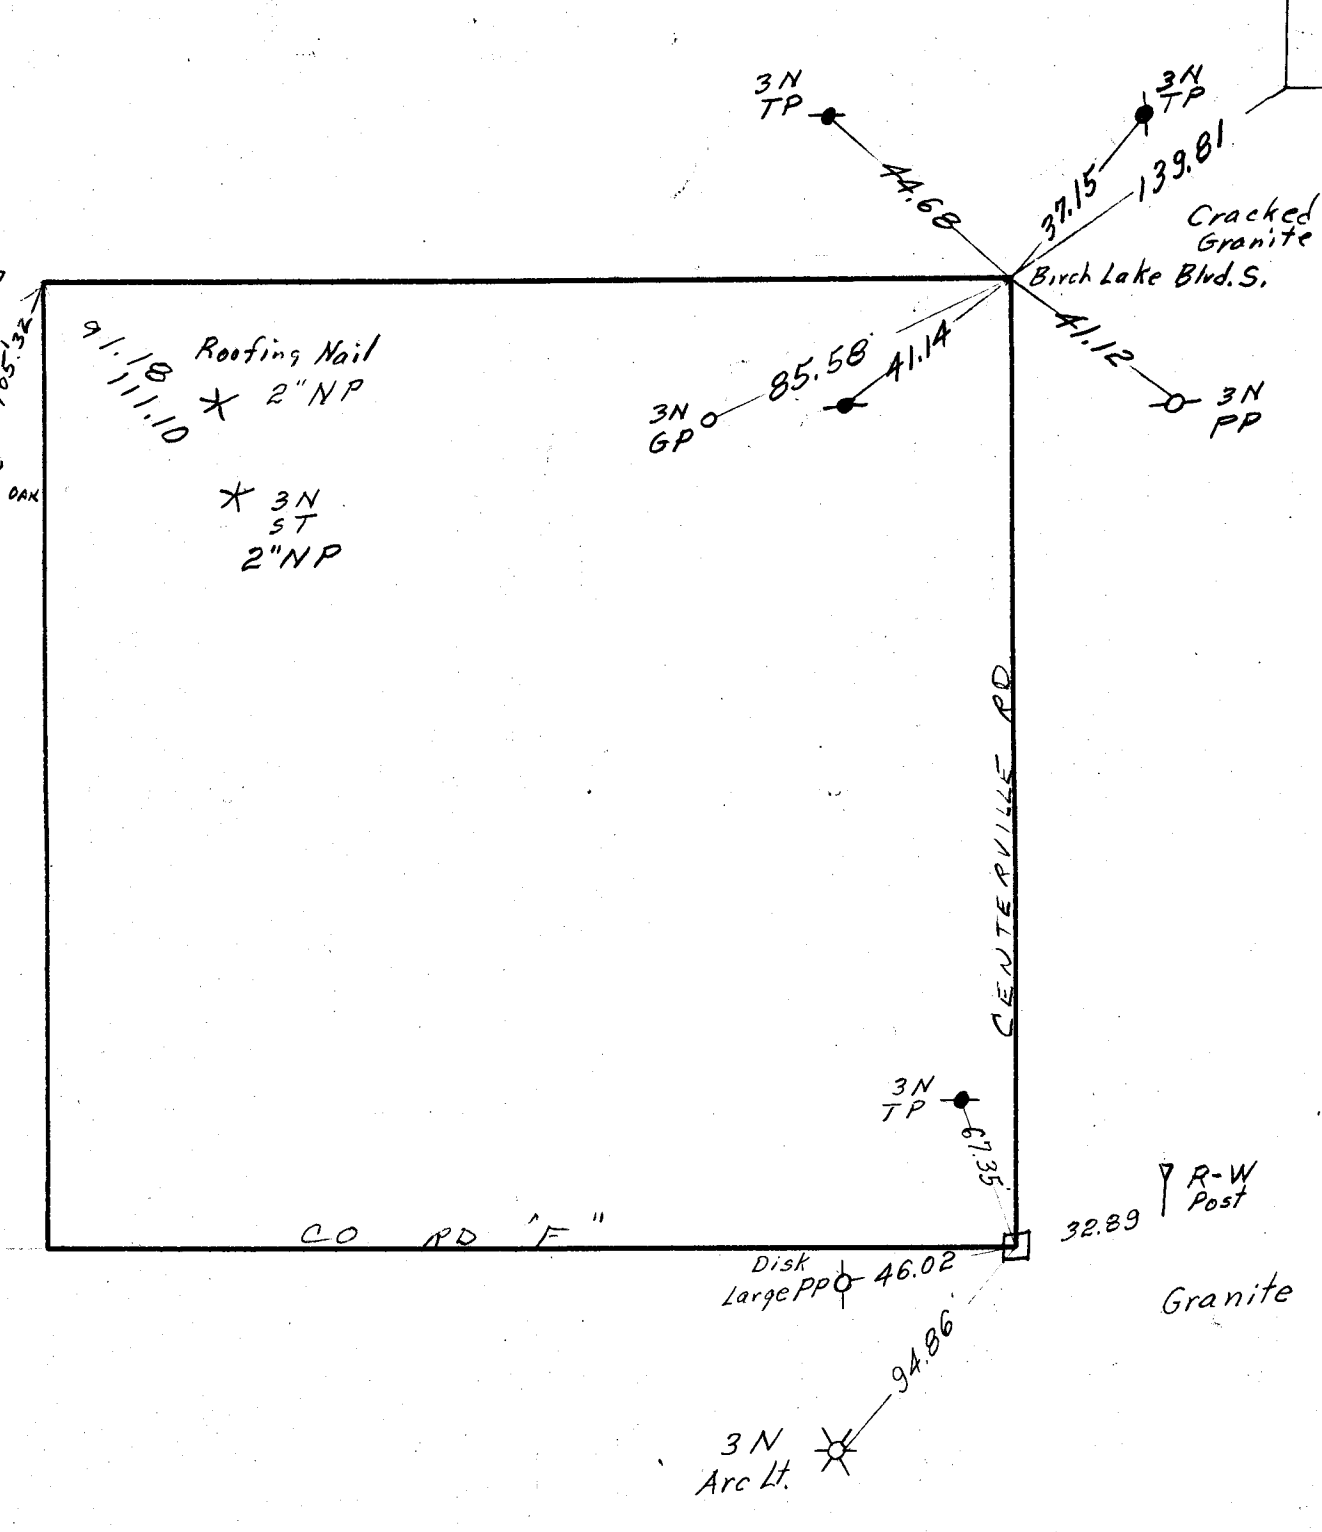 3N
TP
3N
TP
44.68
37.15
139.81
Cracked
Granite
Birch Lake Blvd. S.
105.32
91.18
111.10
Roofing Nail
2"NP
85.58
41.14
41.12
3N
GP
3N
PP
OAK
3N
ST
2"NP
CENTERVILLE RD
3N
TP
67.35
R-W
Post
32.89
CO RD "F"
Disk
Large PP
46.02
Granite
94.86
3N
Arc Lt.